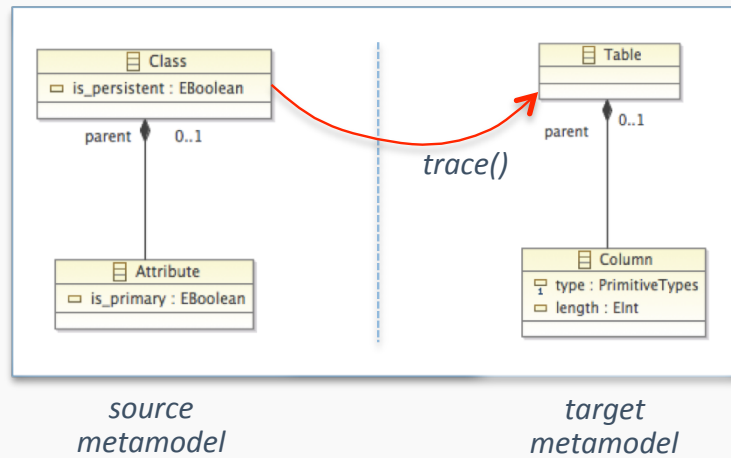 Class
is_persistent : EBoolean
parent 0..1
Attribute
is_primary : EBoolean
trace()
Table
parent 0..1
Column
1 type : PrimitiveTypes
length : EInt
source
metamodel
target
metamodel